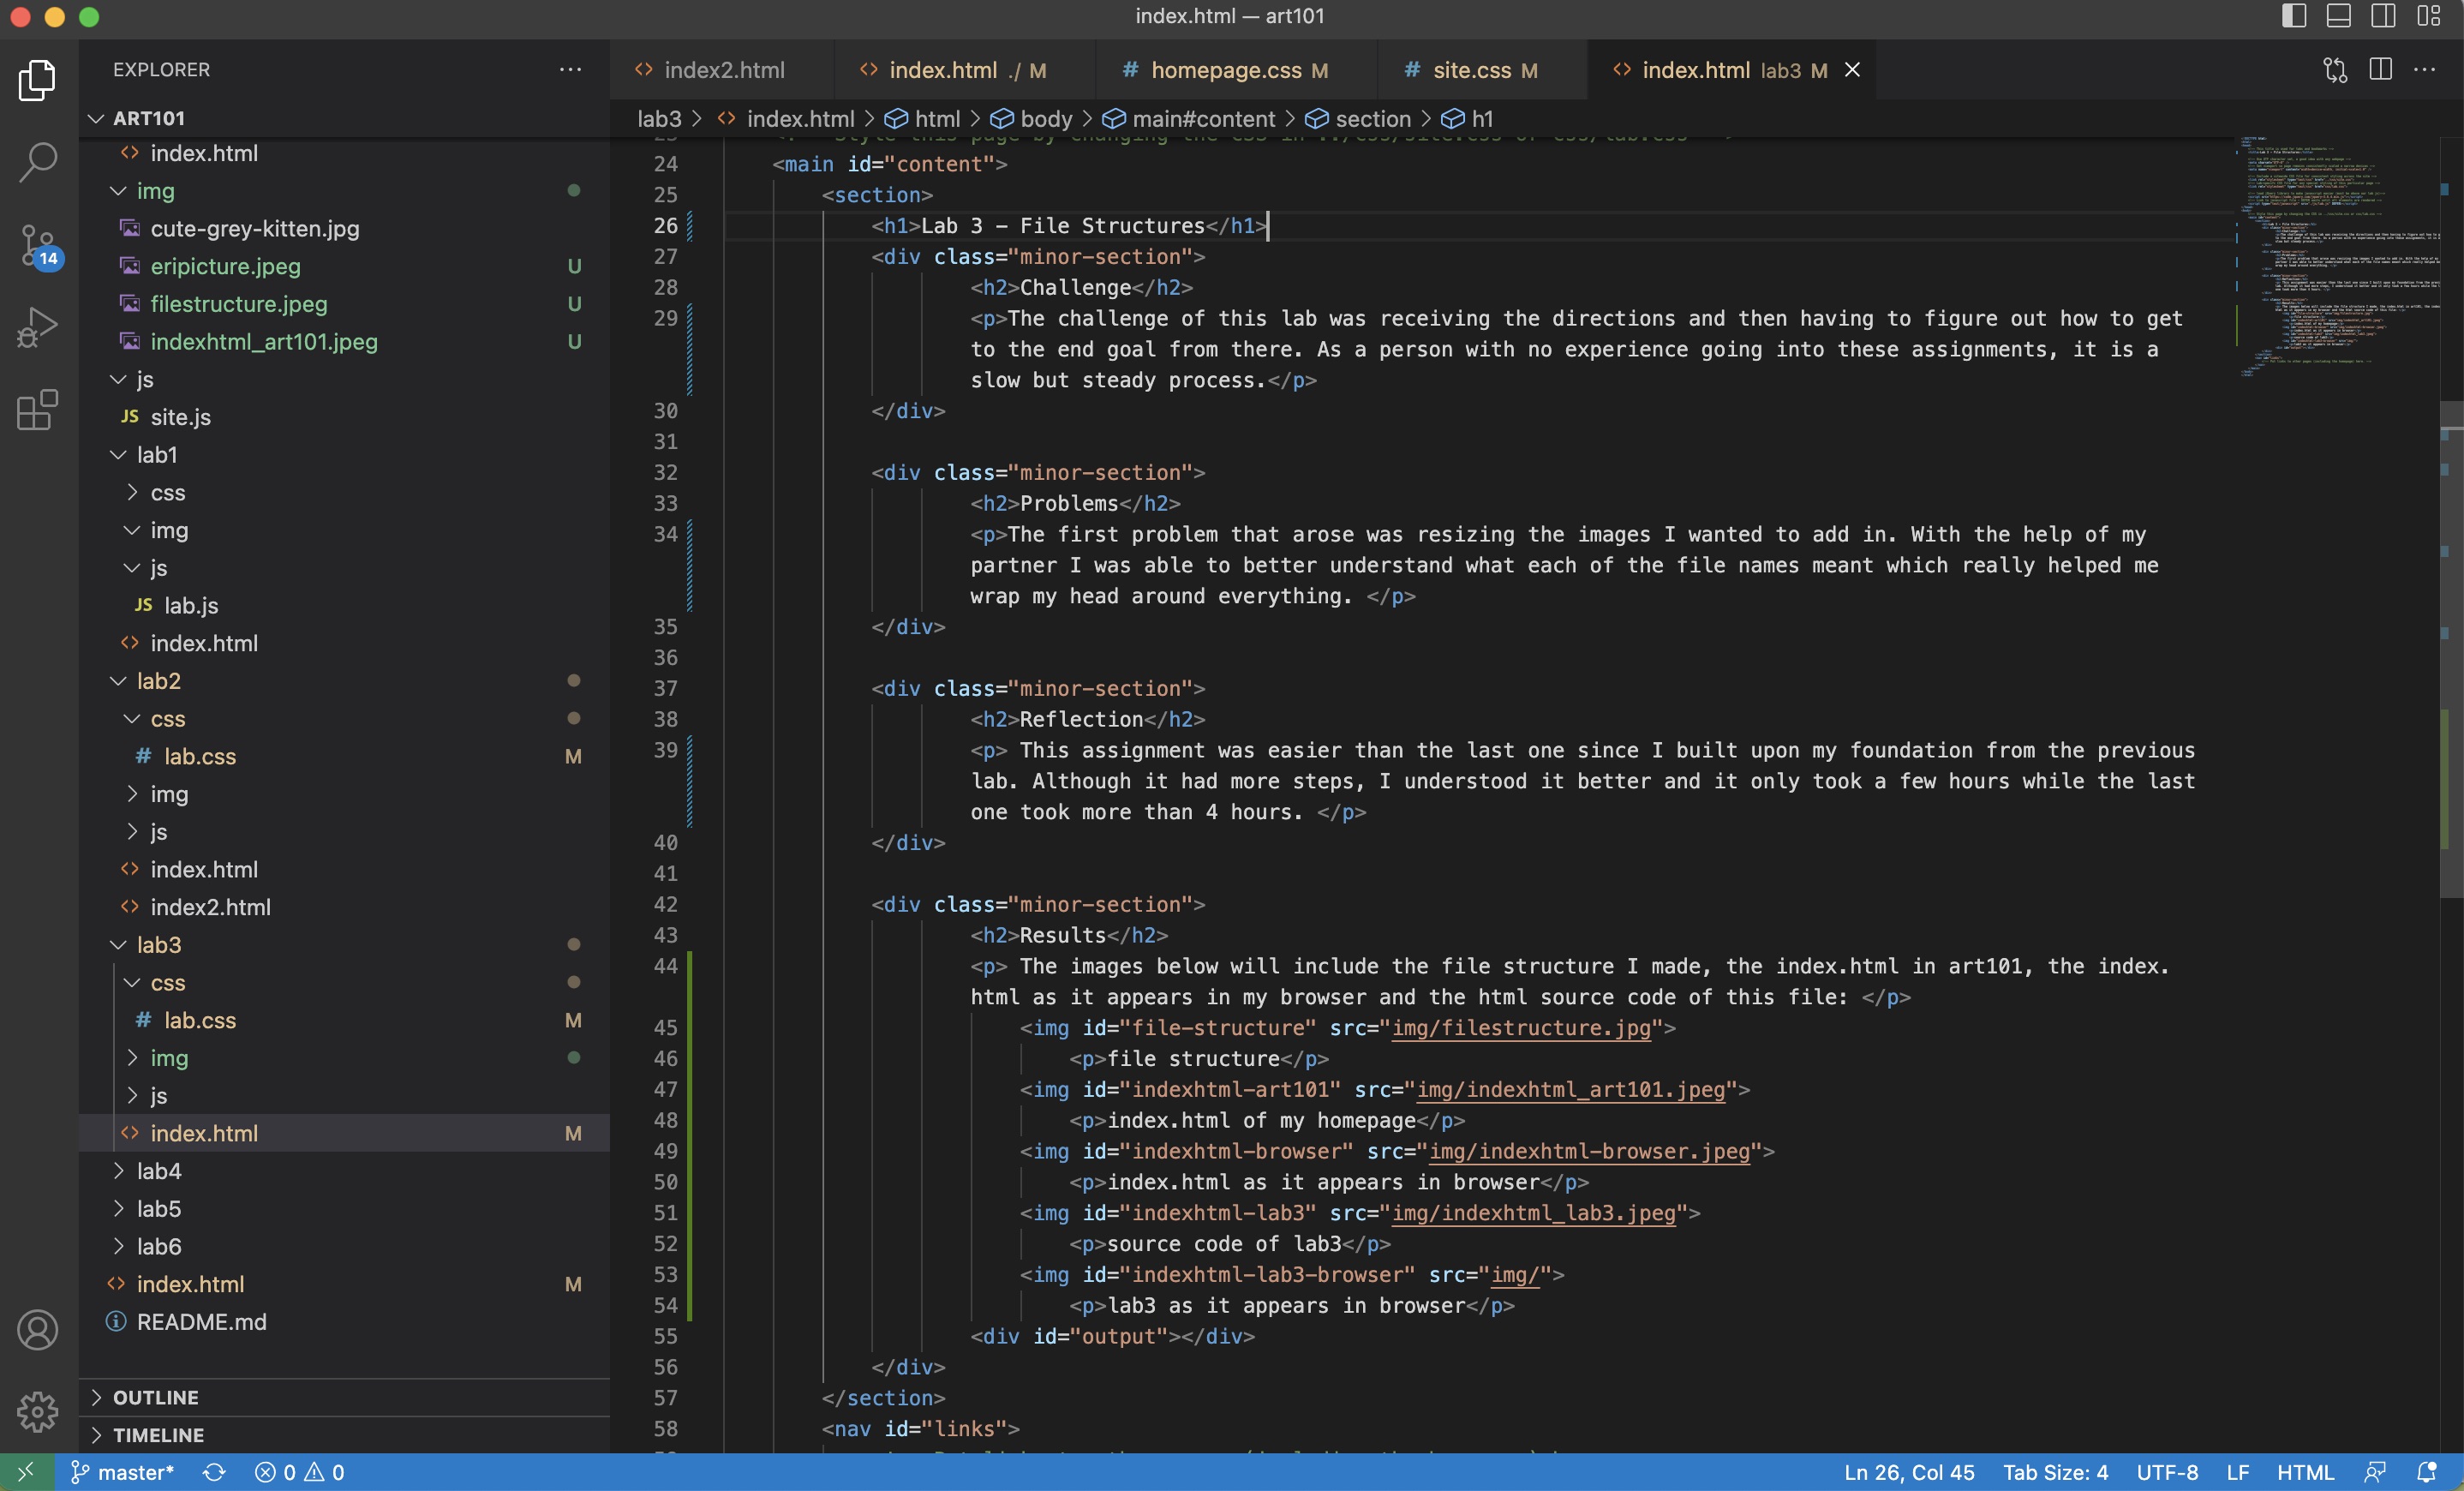 index.html — art101
EXPLORER
ART101
index.html
img
cute-grey-kitten.jpg
eripicture.jpeg U
filestructure.jpeg U
indexhtml_art101.jpeg U
js
JS site.js
lab1
css
img
js
JS lab.js
index.html
lab2
css
# lab.css M
img
js
index.html
index2.html
lab3
css
# lab.css M
img
js
index.html M
lab4
lab5
lab6
index.html M
README.md
OUTLINE
TIMELINE
14
<> index2.html <> index.html ./ M # homepage.css M # site.css M <> index.html lab3 M
lab3 > <> index.html > html > body > main#content > section > h1
24 <main id="content">
25 <section>
26 <h1>Lab 3 – File Structures</h1>
27 <div class="minor-section">
28 <h2>Challenge</h2>
29 <p>The challenge of this lab was receiving the directions and then having to figure out how to get
to the end goal from there. As a person with no experience going into these assignments, it is a
slow but steady process.</p>
30 </div>
31
32 <div class="minor-section">
33 <h2>Problems</h2>
34 <p>The first problem that arose was resizing the images I wanted to add in. With the help of my
partner I was able to better understand what each of the file names meant which really helped me
wrap my head around everything. </p>
35 </div>
36
37 <div class="minor-section">
38 <h2>Reflection</h2>
39 <p> This assignment was easier than the last one since I built upon my foundation from the previous
lab. Although it had more steps, I understood it better and it only took a few hours while the last
one took more than 4 hours. </p>
40 </div>
41
42 <div class="minor-section">
43 <h2>Results</h2>
44 <p> The images below will include the file structure I made, the index.html in art101, the index.
html as it appears in my browser and the html source code of this file: </p>
45 <img id="file-structure" src="img/filestructure.jpg">
46 <p>file structure</p>
47 <img id="indexhtml-art101" src="img/indexhtml_art101.jpeg">
48 <p>index.html of my homepage</p>
49 <img id="indexhtml-browser" src="img/indexhtml-browser.jpeg">
50 <p>index.html as it appears in browser</p>
51 <img id="indexhtml-lab3" src="img/indexhtml_lab3.jpeg">
52 <p>source code of lab3</p>
53 <img id="indexhtml-lab3-browser" src="img/">
54 <p>lab3 as it appears in browser</p>
55 <div id="output"></div>
56 </div>
57 </section>
58 <nav id="links">
master* 0 0 Ln 26, Col 45 Tab Size: 4 UTF-8 LF HTML